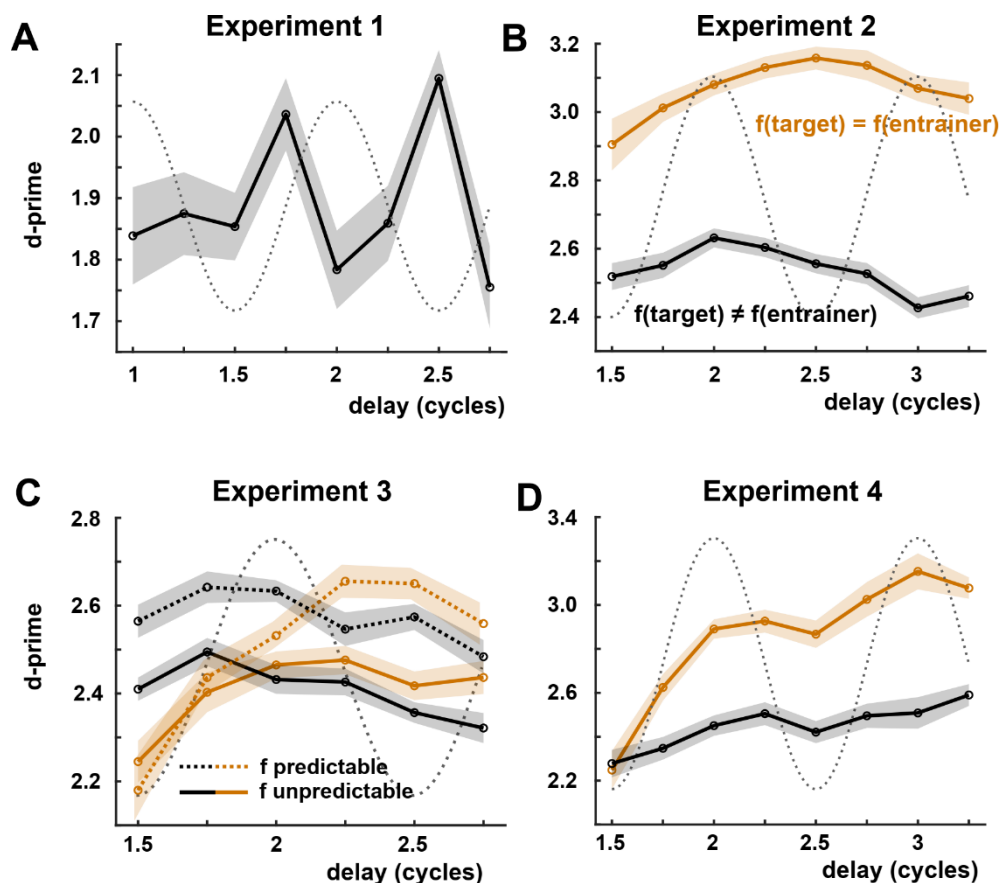 A
Experiment 1
d-prime
2.1
2.0
1.9
1.8
1.7
1
1.5
2
2.5
delay (cycles)
B
Experiment 2
3.2
3.0
2.8
2.6
2.4
f(target) = f(entrainer)
f(target) ≠ f(entrainer)
1.5
2
2.5
3
delay (cycles)
C
Experiment 3
d-prime
2.8
2.6
2.4
2.2
f predictable
f unpredictable
1.5
2
2.5
delay (cycles)
D
Experiment 4
3.4
3.0
2.6
2.2
1.5
2
2.5
3
delay (cycles)